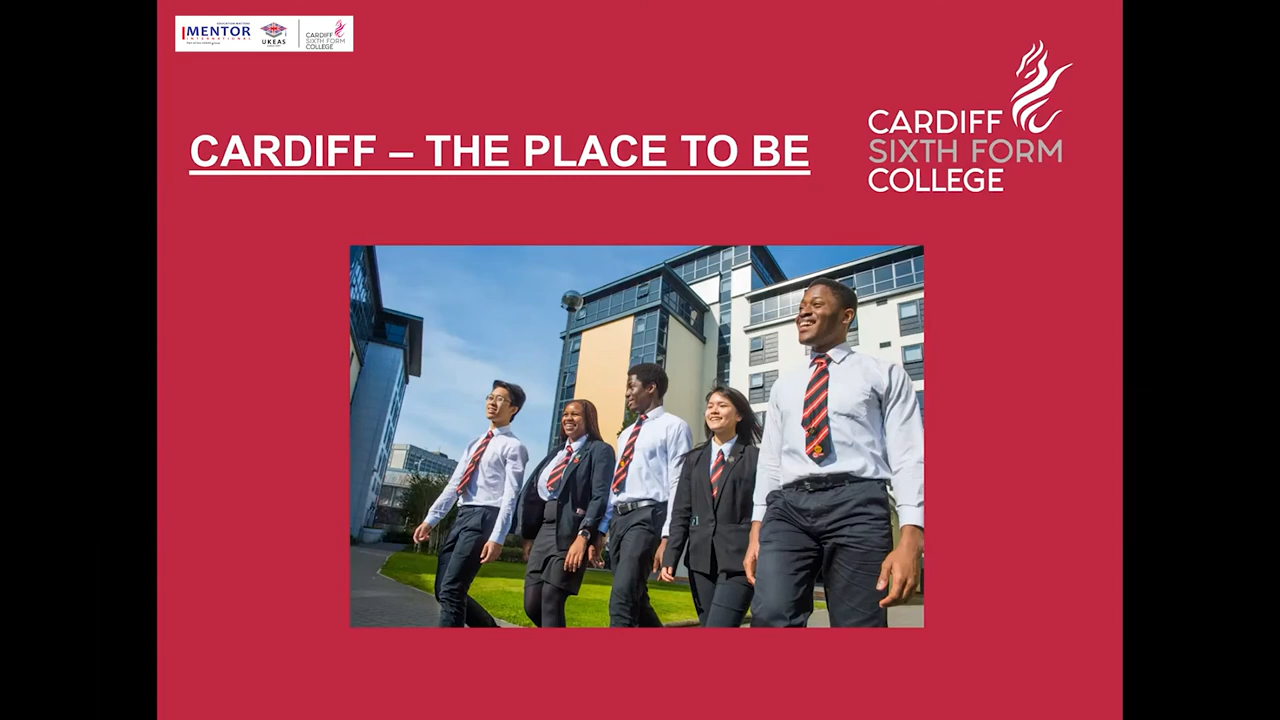 MENTOR
INTERNATIONAL
UKEAS
CARDIFF
SIXTH FORM
COLLEGE
CARDIFF – THE PLACE TO BE
CARDIFF
SIXTH FORM
COLLEGE